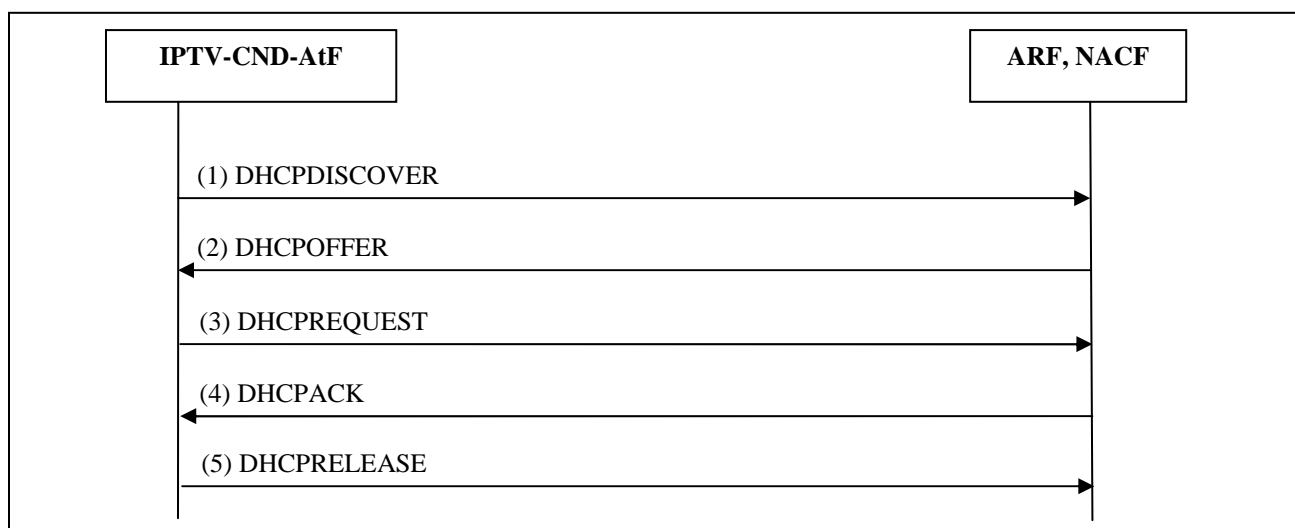 IPTV-CND-AtF
ARF, NACF
(1) DHCPDISCOVER
(2) DHCPOFFER
(3) DHCPREQUEST
(4) DHCPACK
(5) DHCPRELEASE